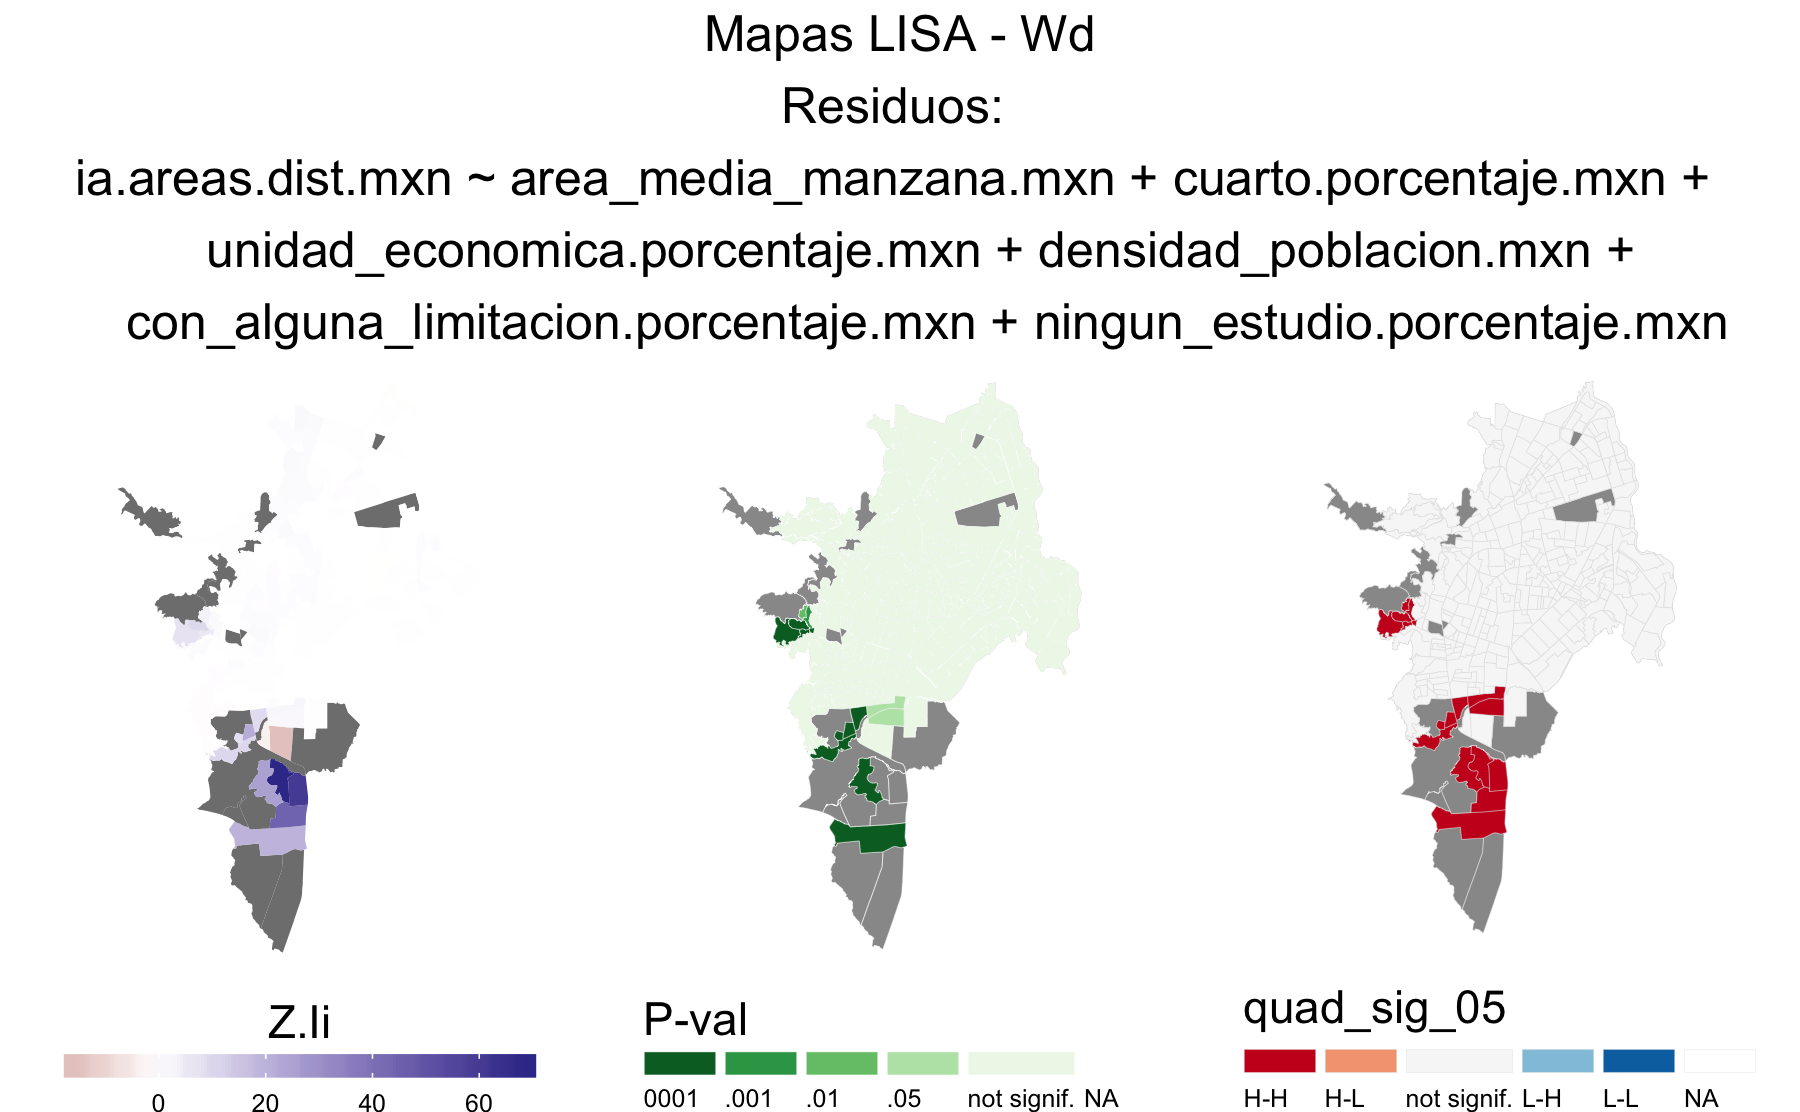 Mapas LISA - Wd
Residuos:
ia.areas.dist.mxn ~ area_media_manzana.mxn + cuarto.porcentaje.mxn +
unidad_economica.porcentaje.mxn + densidad_poblacion.mxn +
con_alguna_limitacion.porcentaje.mxn + ningun_estudio.porcentaje.mxn
Z.Ii
0 20 40 60
P-val
0001 .001 .01 .05 not signif. NA
quad_sig_05
H-H H-L not signif. L-H L-L NA